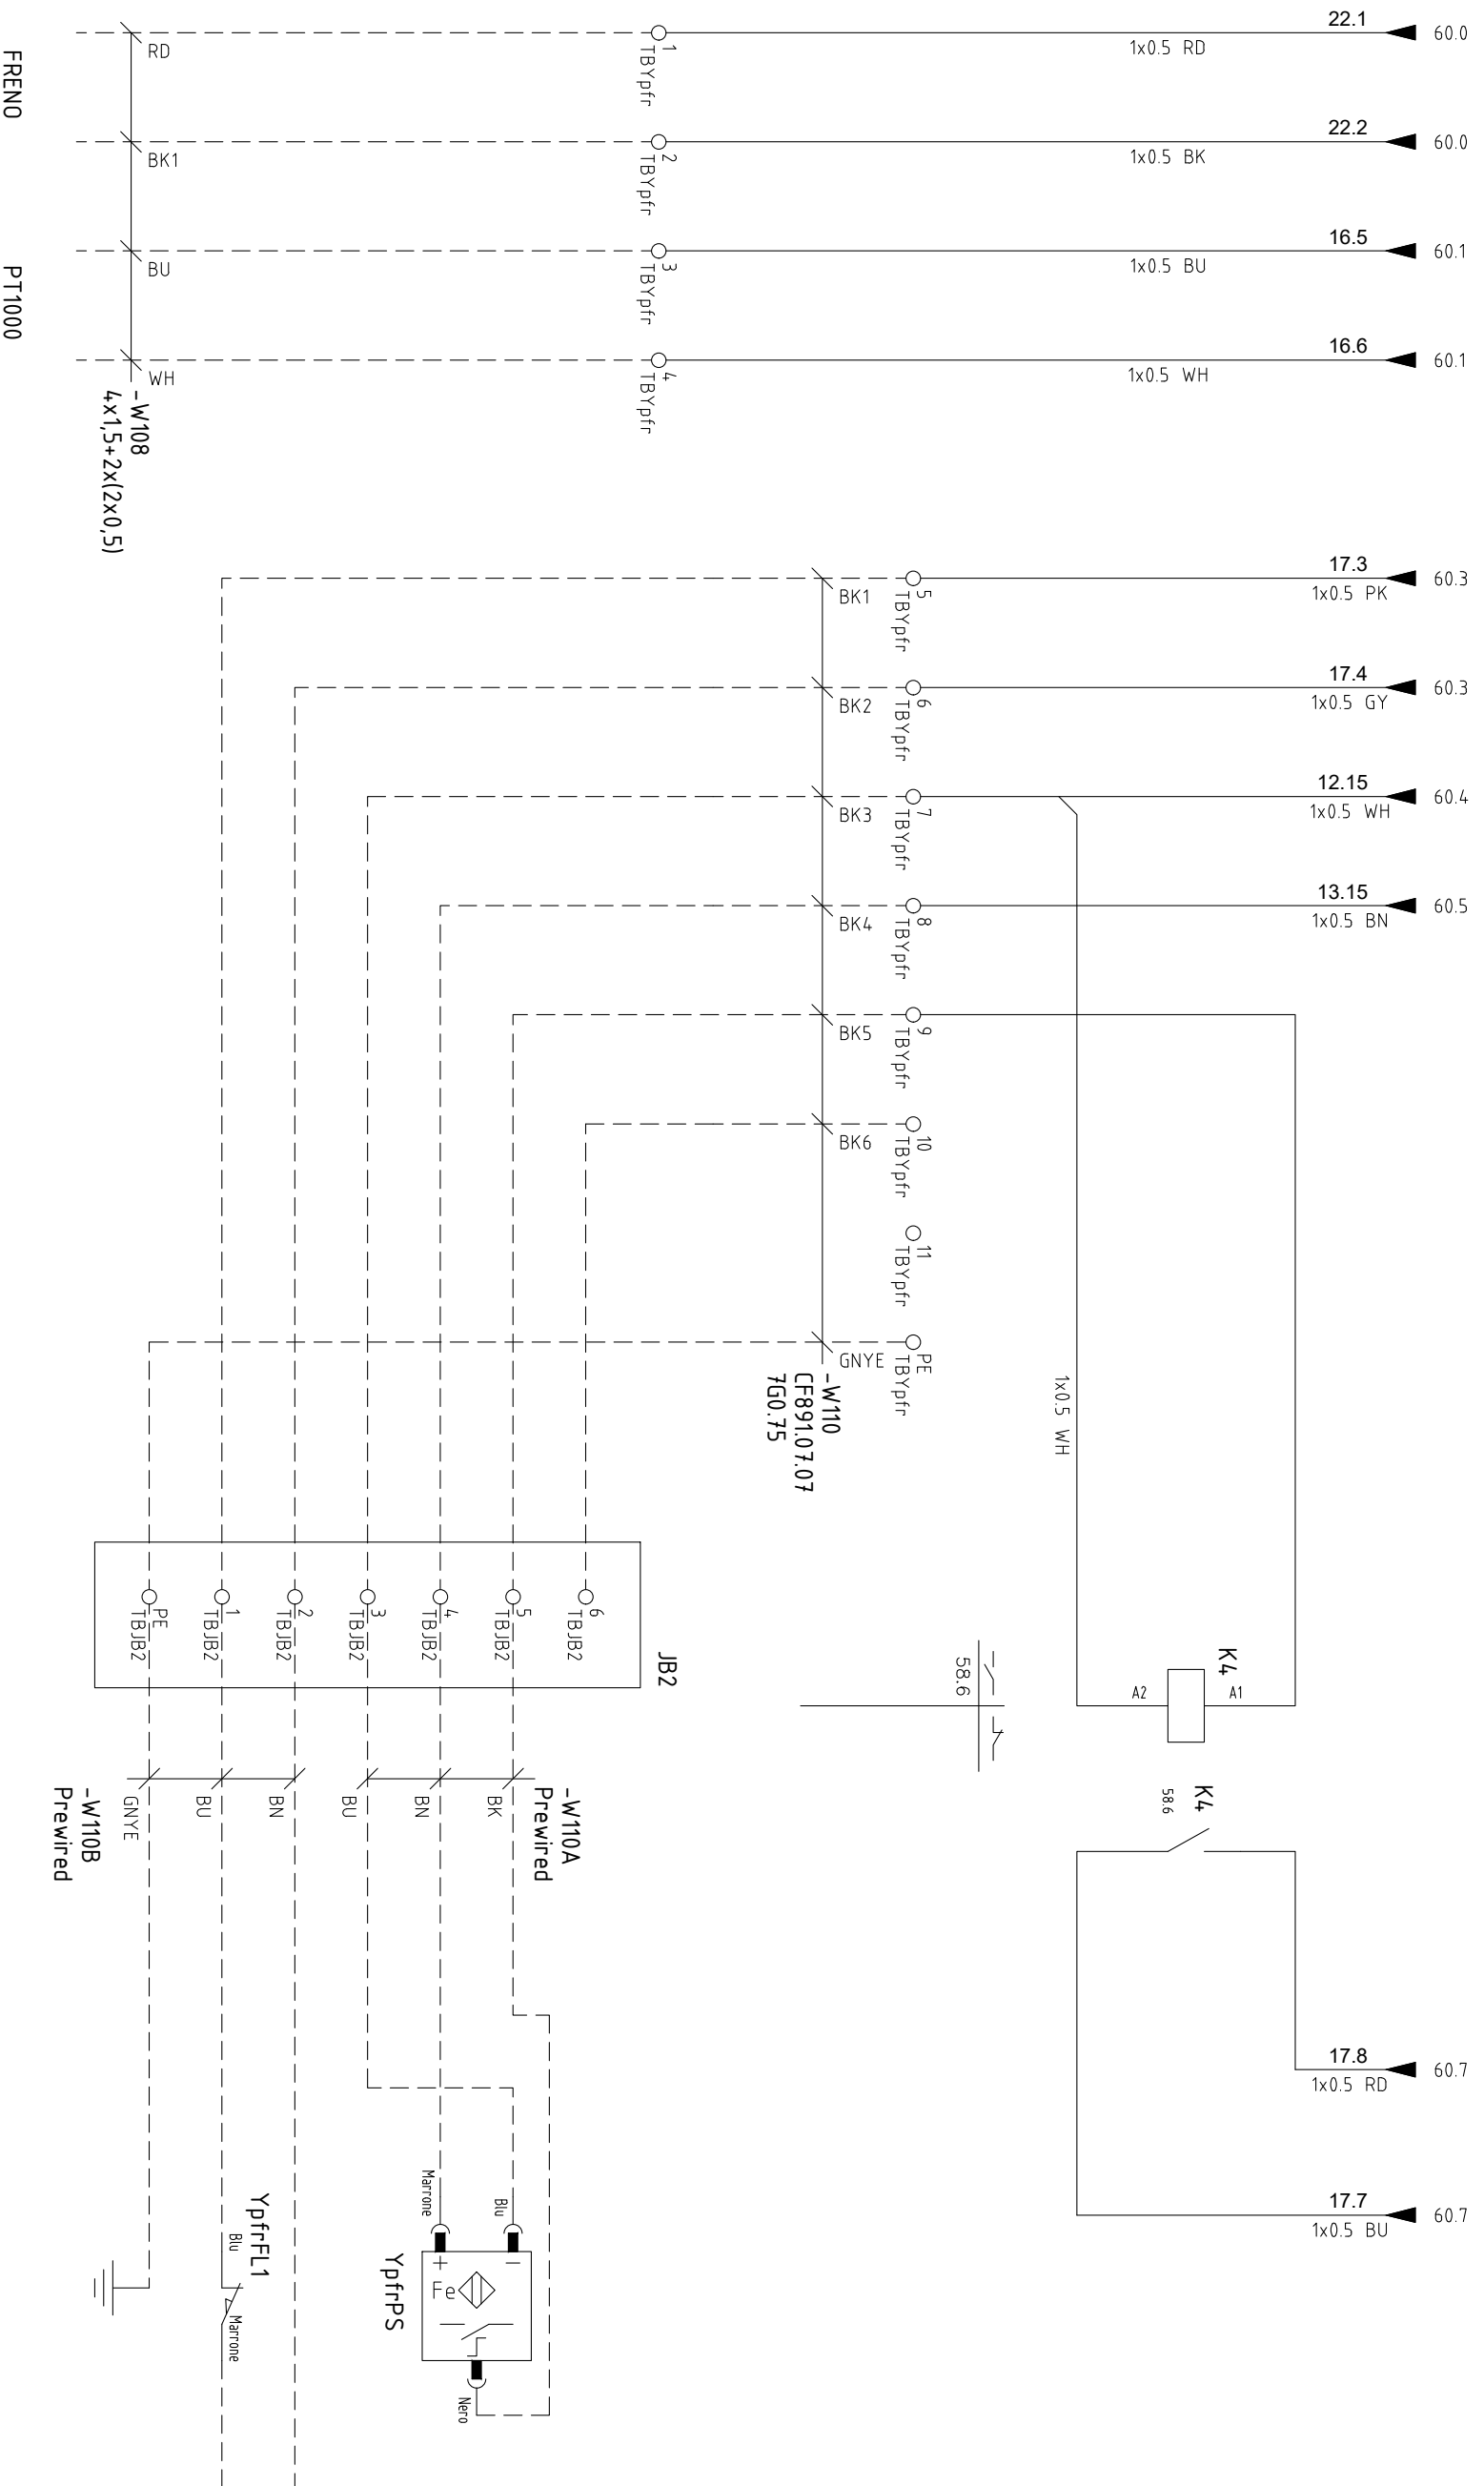 22.1
60.0
1x0.5 RD
RD
1
TBYpfr
22.2
60.0
1x0.5 BK
BK1
2
TBYpfr
16.5
60.1
1x0.5 BU
BU
3
TBYpfr
16.6
60.1
1x0.5 WH
WH
4
TBYpfr
FRENO
PT1000
-W108
4x1,5+2x(2x0,5)
17.3
60.3
1x0.5 PK
BK1
5
TBYpfr
17.4
60.3
1x0.5 GY
BK2
6
TBYpfr
12.15
60.4
1x0.5 WH
BK3
7
TBYpfr
13.15
60.5
1x0.5 BN
BK4
8
TBYpfr
BK5
9
TBYpfr
BK6
10
TBYpfr
11
TBYpfr
GNYE
PE
TBYpfr
-W110
CF891.07.07
7G0.75
1x0.5 WH
JB2
PE
TBJB2
1
TBJB2
2
TBJB2
3
TBJB2
4
TBJB2
5
TBJB2
6
TBJB2
K4
A2
A1
58.6
K4
58.6
-W110B
Prewired
GNYE
BU
BN
BU
BN
BK
-W110A
Prewired
17.8
60.7
1x0.5 RD
17.7
60.7
1x0.5 BU
Marrone
Blu
+
−
Fe
YpfrPS
Nero
YpfrFL1
Blu
Marrone